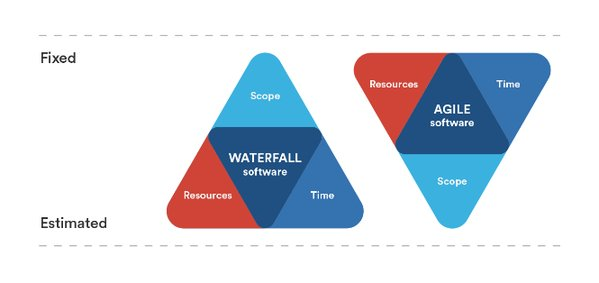 Fixed
Scope
WATERFALL
software
Resources
Time
Resources
Time
AGILE
software
Scope
Estimated